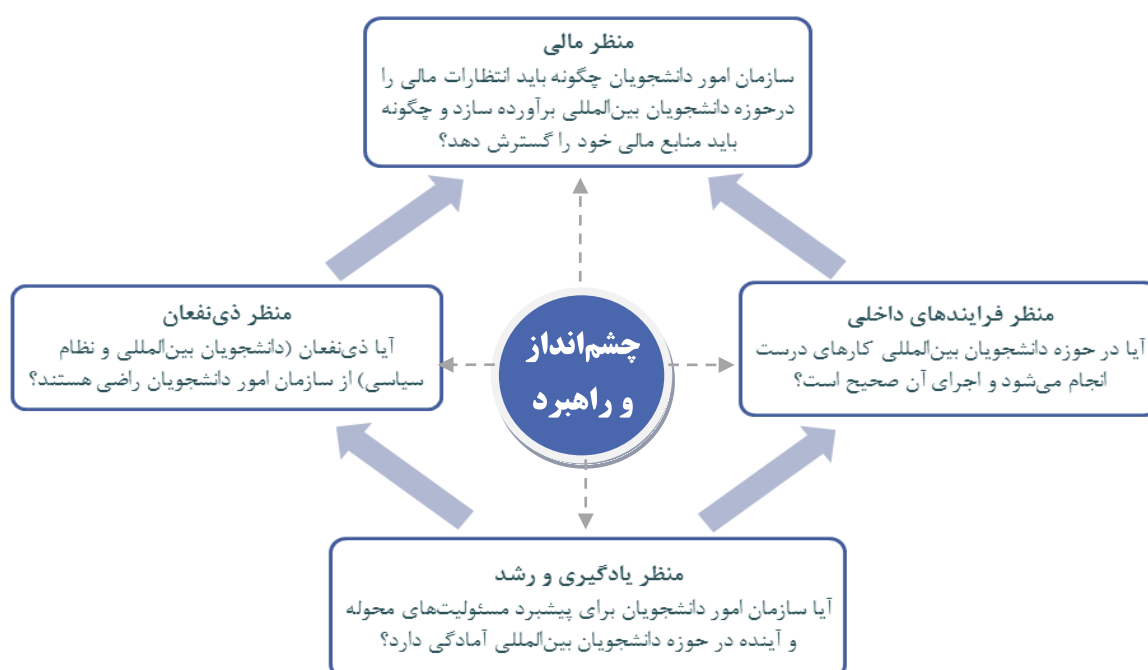 منظر مالی
سازمان امور دانشجویان چگونه باید انتظارات مالی را
درحوزه دانشجویان بین‌المللی برآورده سازد و چگونه
باید منابع مالی خود را گسترش دهد؟
منظر فرایندهای داخلی
آیا در حوزه دانشجویان بین‌المللی کارهای درست
انجام می‌شود و اجرای آن صحیح است؟
چشم‌انداز
و راهبرد
منظر ذی‌نفعان
آیا ذی‌نفعان (دانشجویان بین‌المللی و نظام
سیاسی) از سازمان امور دانشجویان راضی هستند؟
منظر یادگیری و رشد
آیا سازمان امور دانشجویان برای پیشبرد مسئولیت‌های محوله
و آینده در حوزه دانشجویان بین‌المللی آمادگی دارد؟